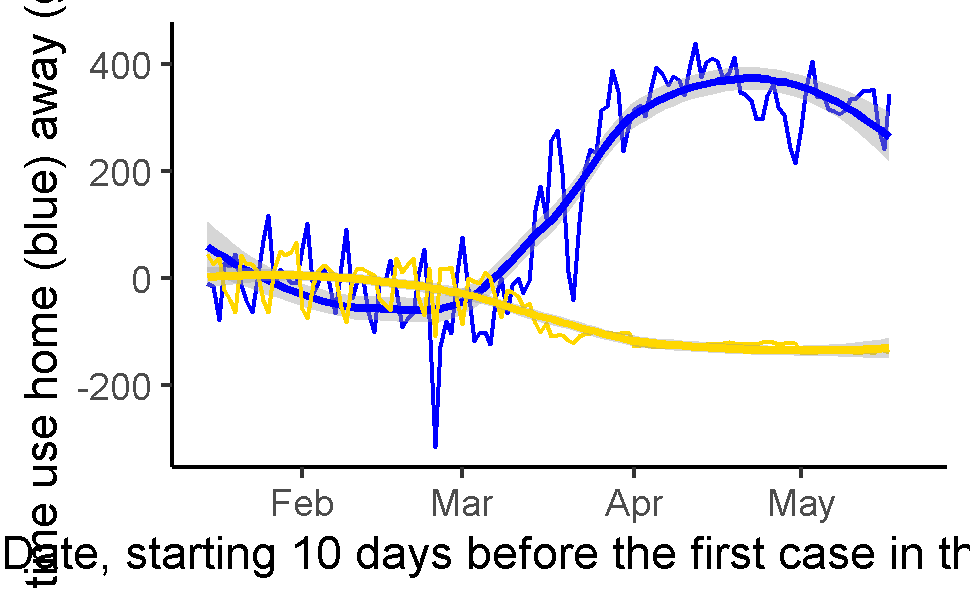 time use home (blue) away (
400
200
0
-200
Feb Mar Apr May
Date, starting 10 days before the first case in th